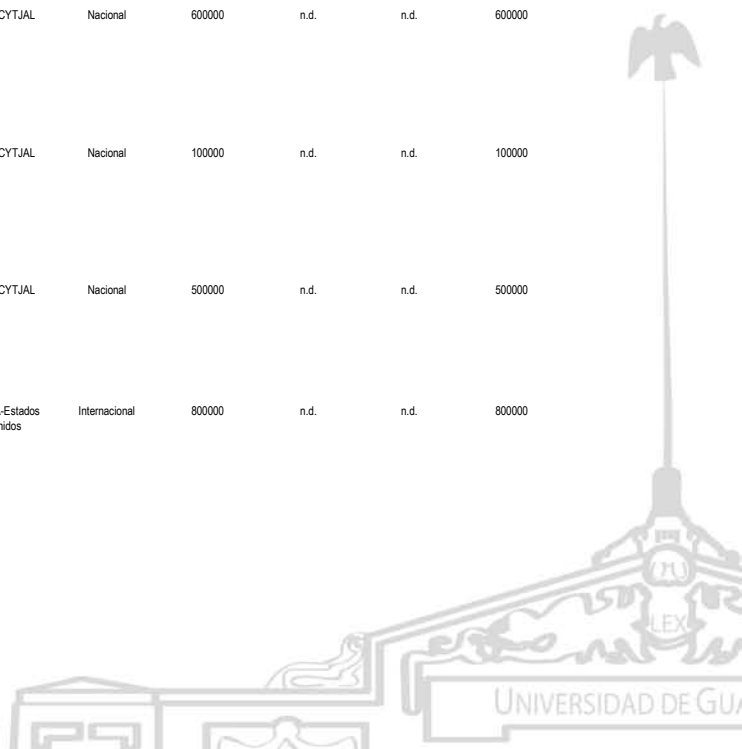 CYTJAL Nacional 600000 n.d. n.d. 600000
CYTJAL Nacional 100000 n.d. n.d. 100000
CYTJAL Nacional 500000 n.d. n.d. 500000
-Estados Internacional 800000 n.d. n.d. 800000
nidos
LEX
UNIVERSIDAD DE GUA